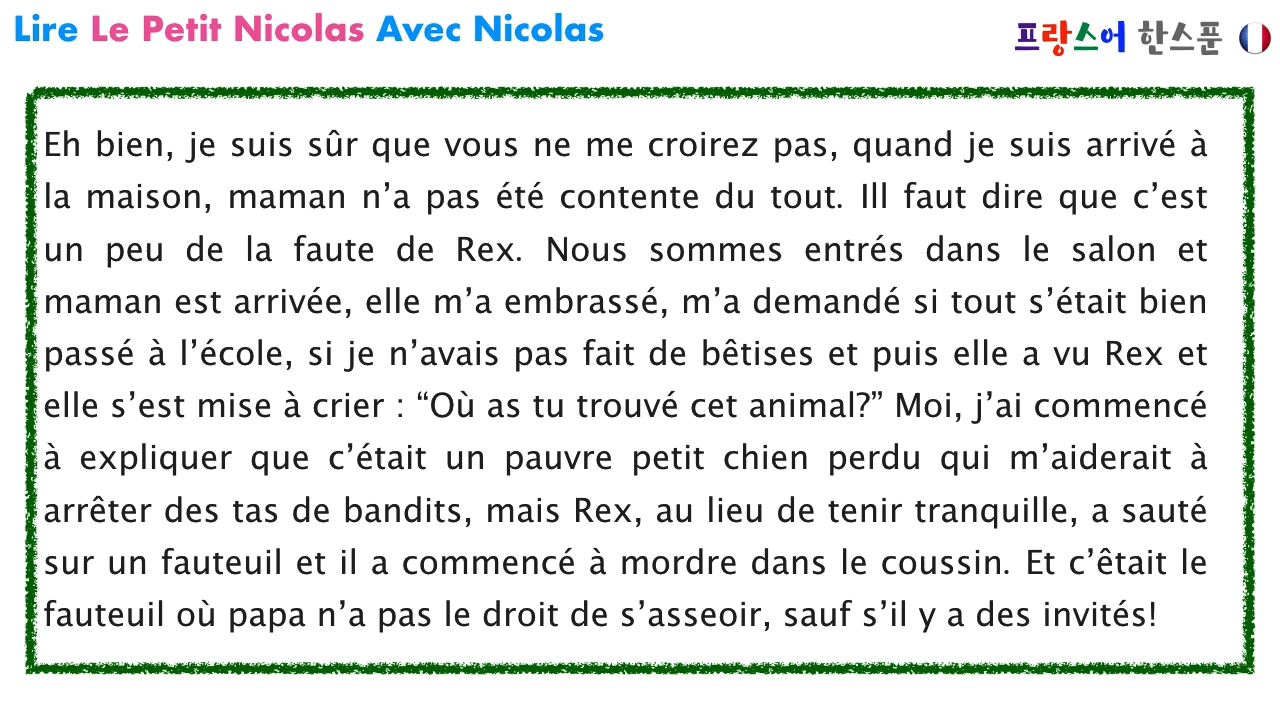 Lire Le Petit Nicolas Avec Nicolas
프랑스어 한스푼
Eh bien, je suis sûr que vous ne me croirez pas, quand je suis arrivé à
la maison, maman n’a pas été contente du tout. Ill faut dire que c’est
un peu de la faute de Rex. Nous sommes entrés dans le salon et
maman est arrivée, elle m’a embrassé, m’a demandé si tout s’était bien
passé à l’école, si je n’avais pas fait de bêtises et puis elle a vu Rex et
elle s’est mise à crier : “Où as tu trouvé cet animal?” Moi, j’ai commencé
à expliquer que c’était un pauvre petit chien perdu qui m’aiderait à
arrêter des tas de bandits, mais Rex, au lieu de tenir tranquille, a sauté
sur un fauteuil et il a commencé à mordre dans le coussin. Et c’êtait le
fauteuil où papa n’a pas le droit de s’asseoir, sauf s’il y a des invités!